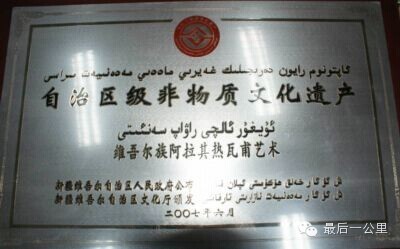 ئاپتونوم رايون دەرىجىلىك غەيرىي ماددىي مەدەنىيەت مىراسى
自治区级非物质文化遗产
ئۇيغۇر ئالچى راۋاپ سەنئىتى
维吾尔族阿拉其热瓦甫艺术
新疆维吾尔自治区人民政府公布
新疆维吾尔自治区文化厅颁发
二〇〇七年六月
最后一公里